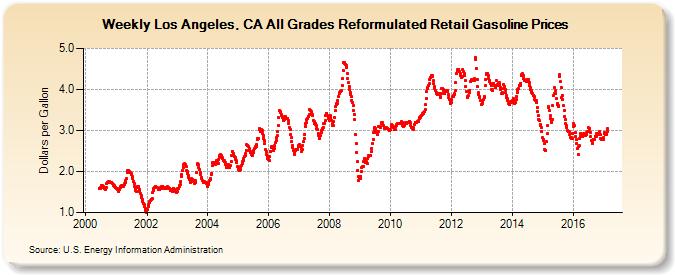 Weekly Los Angeles, CA All Grades Reformulated Retail Gasoline Prices
Dollars per Gallon
5.0
4.0
3.0
2.0
1.0
2000 2002 2004 2006 2008 2010 2012 2014 2016
Source: U.S. Energy Information Administration